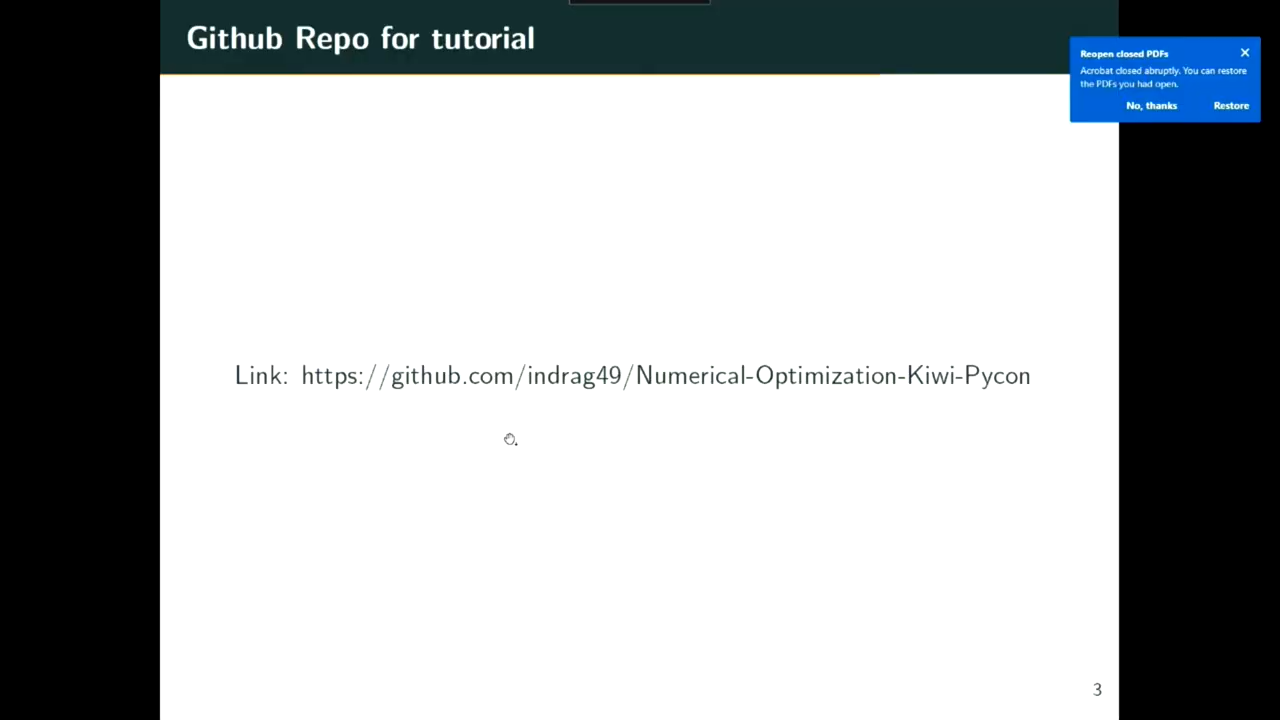 Github Repo for tutorial
Reopen closed PDFs
Acrobat closed abruptly. You can restore
the PDFs you had open.
No, thanks Restore
Link: https://github.com/indrag49/Numerical-Optimization-Kiwi-Pycon
3